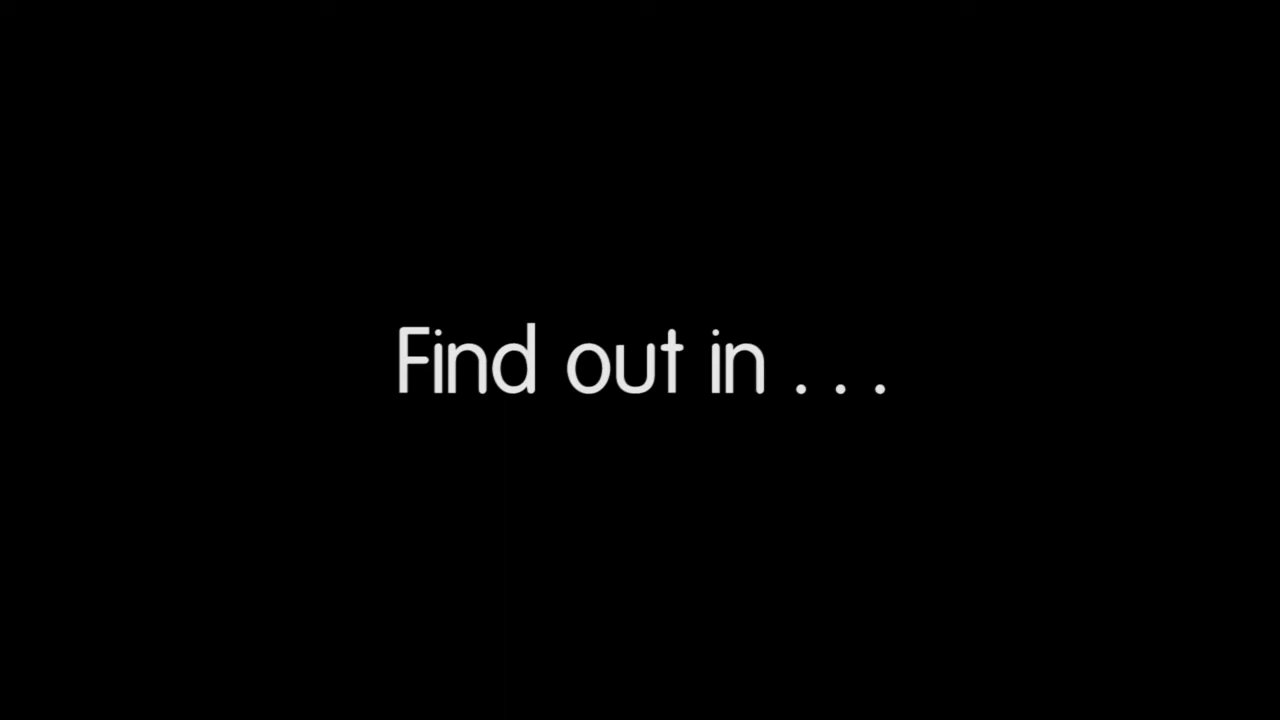 Find out in . . .